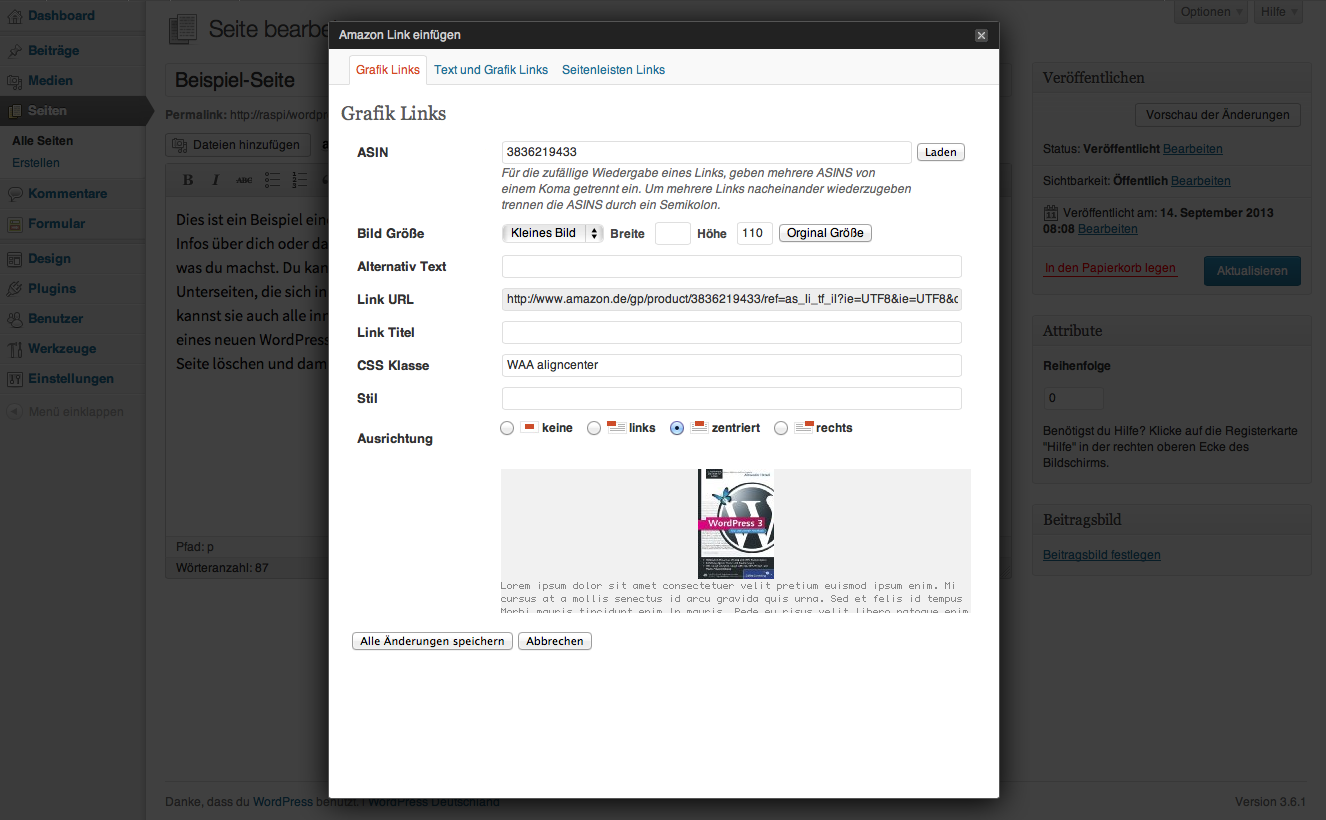 Dashboard
Beiträge
Medien
Seiten
Alle Seiten
Erstellen
Kommentare
Formular
Design
Plugins
Benutzer
Werkzeuge
Einstellungen
Menü einklappen
Optionen
Hilfe
Seite bearbe
Beispiel-Seite
Permalink: http://raspi/wordpr
Dateien hinzufügen
B I ABC
Dies ist ein Beispiel ein
Infos über dich oder da
was du machst. Du kan
Unterseiten, die sich in
kannst sie auch alle inn
eines neuen WordPress
Seite löschen und dam
Pfad: p
Wörteranzahl: 87
Amazon Link einfügen
Grafik Links
Text und Grafik Links
Seitenleisten Links
Grafik Links
ASIN
3836219433
Laden
Für die zufällige Wiedergabe eines Links, geben mehrere ASINS von
einem Koma getrennt ein. Um mehrere Links nacheinander wiederzugeben
trennen die ASINS durch ein Semikolon.
Bild Größe
Kleines Bild
Breite
Höhe
110
Orginal Größe
Alternativ Text
Link URL
http://www.amazon.de/gp/product/3836219433/ref=as_li_tf_il?ie=UTF8&ie=UTF8&c
Link Titel
CSS Klasse
WAA aligncenter
Stil
Ausrichtung
keine
links
zentriert
rechts
WordPress 3
Lorem ipsum dolor sit amet consectetuer velit pretium euismod ipsum enim. Mi
cursus at a mollis senectus id arcu gravida quis urna. Sed et felis id tempus
Morbi mauris tincidunt enim In mauris. Pede eu risus velit libero natoque enim
Alle Änderungen speichern
Abbrechen
Veröffentlichen
Vorschau der Änderungen
Status: Veröffentlicht Bearbeiten
Sichtbarkeit: Öffentlich Bearbeiten
Veröffentlicht am: 14. September 2013
08:08 Bearbeiten
In den Papierkorb legen
Aktualisieren
Attribute
Reihenfolge
0
Benötigst du Hilfe? Klicke auf die Registerkarte
"Hilfe" in der rechten oberen Ecke des
Bildschirms.
Beitragsbild
Beitragsbild festlegen
Danke, dass du WordPress benutzt. | WordPress Deutschland
Version 3.6.1